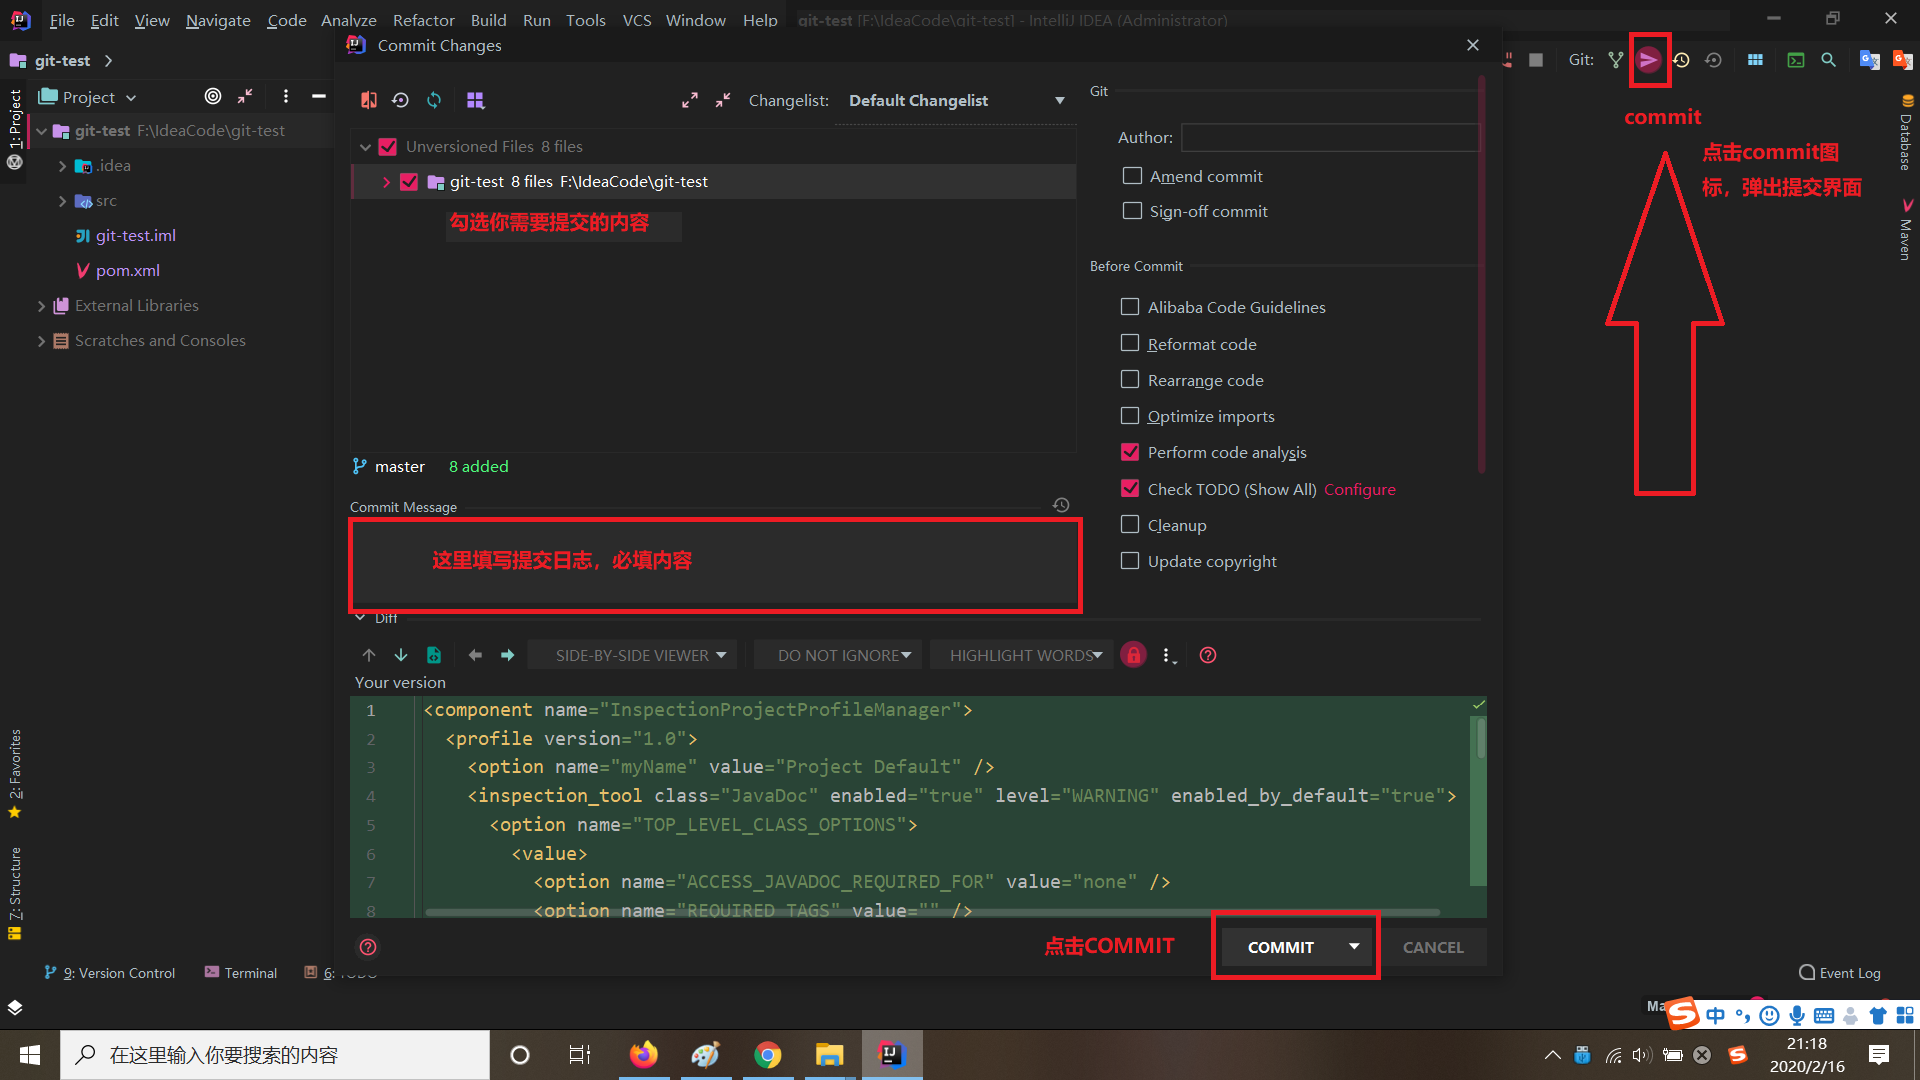 File Edit View Navigate Code Analyze Refactor Build Run Tools VCS Window Help git-test [F:\IdeaCode\git-test] - IntelliJ IDEA (Administrator)
Commit Changes
git-test
Git:
Project
1: Project
git-test F:\IdeaCode\git-test
.idea
src
git-test.iml
pom.xml
External Libraries
Scratches and Consoles
Changelist: Default Changelist
Unversioned Files 8 files
git-test 8 files F:\IdeaCode\git-test
勾选你需要提交的内容
master 8 added
Commit Message
这里填写提交日志，必填内容
Git
Author:
Amend commit
Sign-off commit
Before Commit
Alibaba Code Guidelines
Reformat code
Rearrange code
Optimize imports
Perform code analysis
Check TODO (Show All) Configure
Cleanup
Update copyright
commit
点击commit图
标，弹出提交界面
Database
Maven
Diff
SIDE-BY-SIDE VIEWER DO NOT IGNORE HIGHLIGHT WORDS
Your version
1 <component name="InspectionProjectProfileManager">
2 <profile version="1.0">
3 <option name="myName" value="Project Default" />
4 <inspection_tool class="JavaDoc" enabled="true" level="WARNING" enabled_by_default="true">
5 <option name="TOP_LEVEL_CLASS_OPTIONS">
6 <value>
7 <option name="ACCESS_JAVADOC_REQUIRED_FOR" value="none" />
8 <option name="REQUIRED_TAGS" value="" />
2: Favorites
7: Structure
点击COMMIT
COMMIT CANCEL
9: Version Control Terminal 6: TODO
Event Log
中
在这里输入你要搜索的内容
21:18
2020/2/16